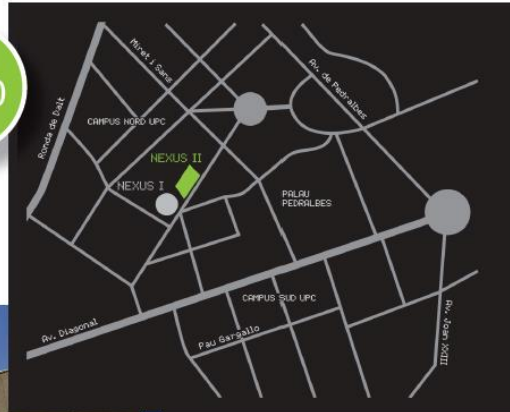 Miret i Sans
Av. de Pedralbes
Ronda de Dalt
CAMPUS NORD UPC
NEXUS II
NEXUS I
PALAU
PEDRALBES
CAMPUS SUD UPC
Av. Diagonal
Pau Gargallo
Av. Joan XXIII